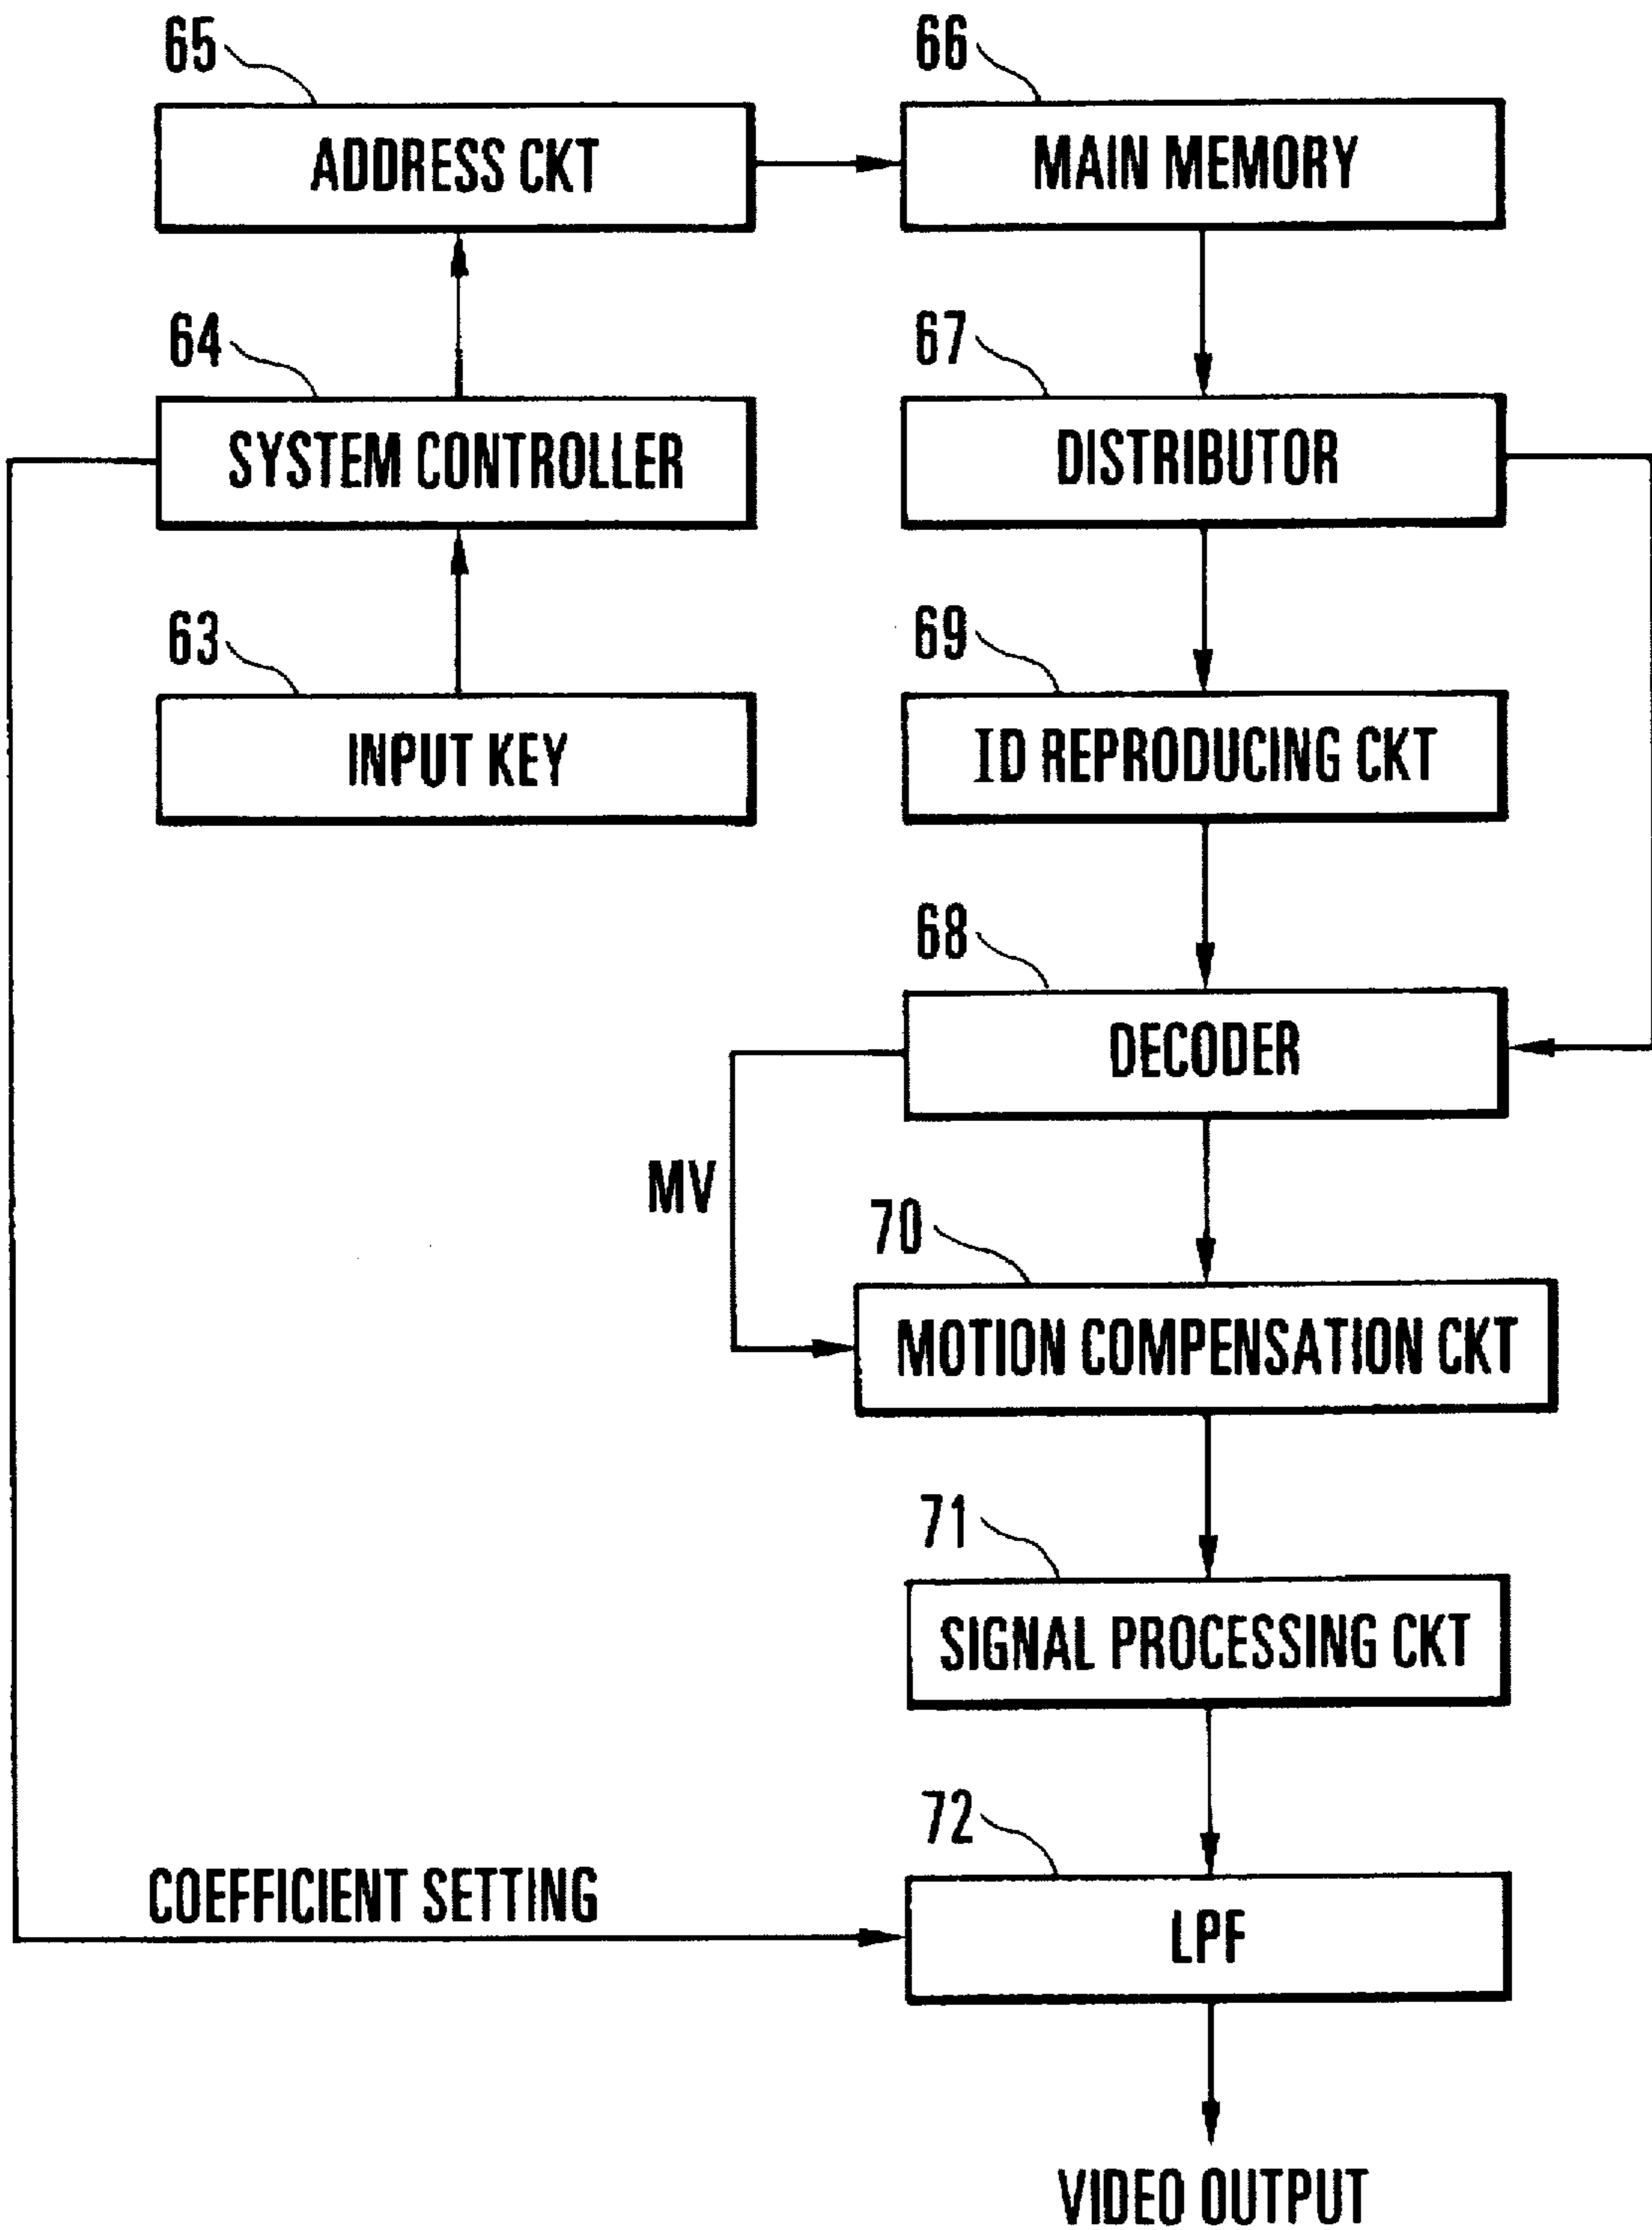 65
66
ADDRESS CKT
MAIN MEMORY
64
67
SYSTEM CONTROLLER
DISTRIBUTOR
63
69
INPUT KEY
ID REPRODUCING CKT
68
DECODER
MV
70
MOTION COMPENSATION CKT
71
SIGNAL PROCESSING CKT
72
COEFFICIENT SETTING
LPF
VIDEO OUTPUT